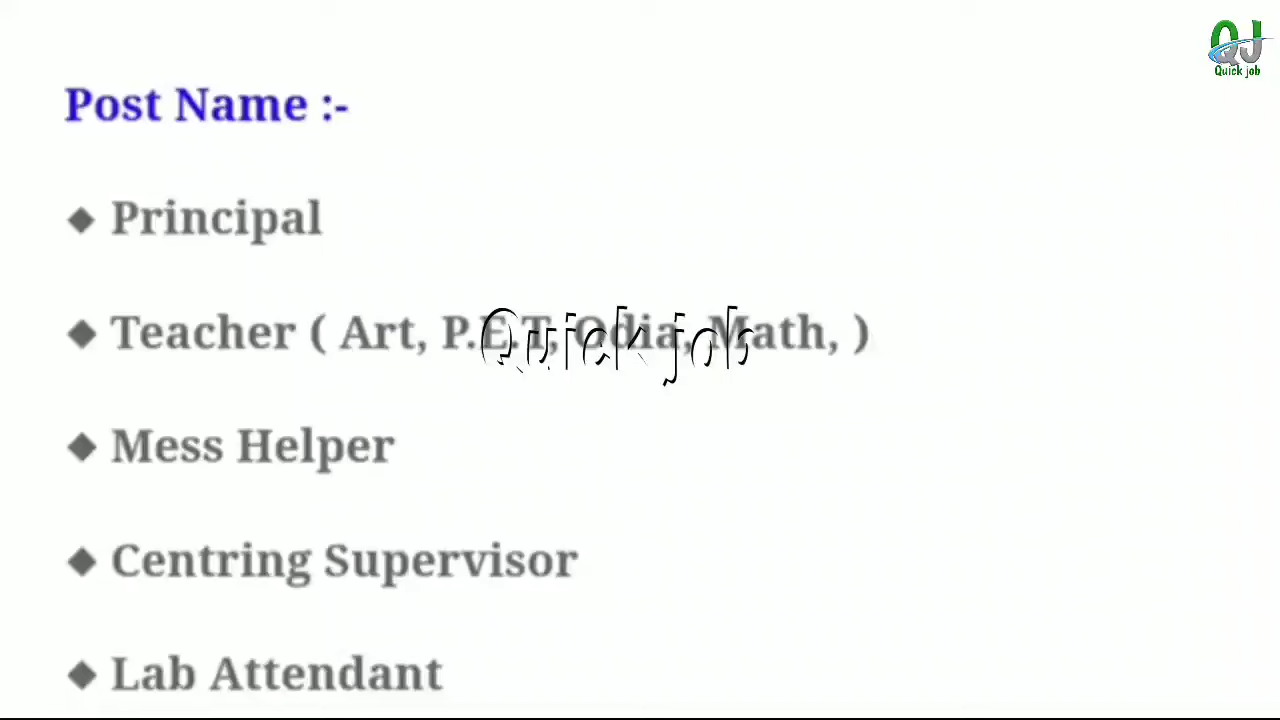 QJ
Quick job
Post Name :-
◆ Principal
◆ Teacher ( Art, P.E.T, Odia, Math, )
Quick job
◆ Mess Helper
◆ Centring Supervisor
◆ Lab Attendant